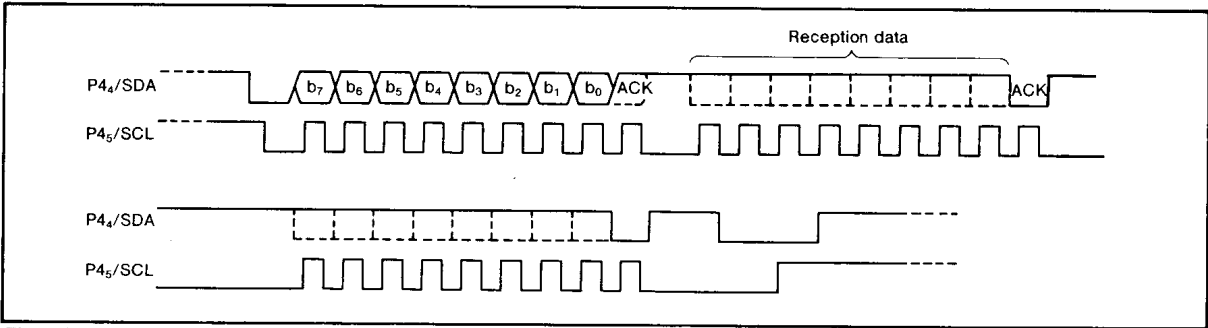 Reception data
P4₄/SDA b₇ b₆ b₅ b₄ b₃ b₂ b₁ b₀ ACK ACK
P4₅/SCL
P4₄/SDA
P4₅/SCL